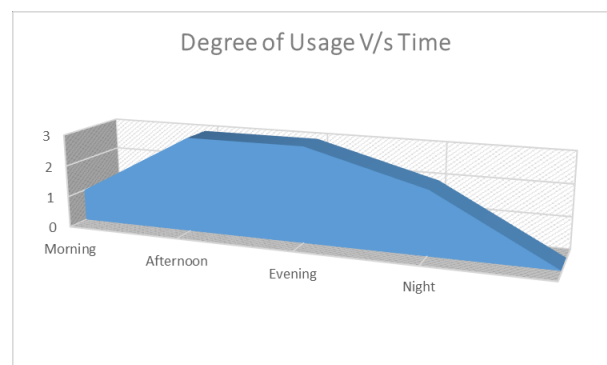 Degree of Usage V/s Time
3
2
1
0
Morning
Afternoon
Evening
Night